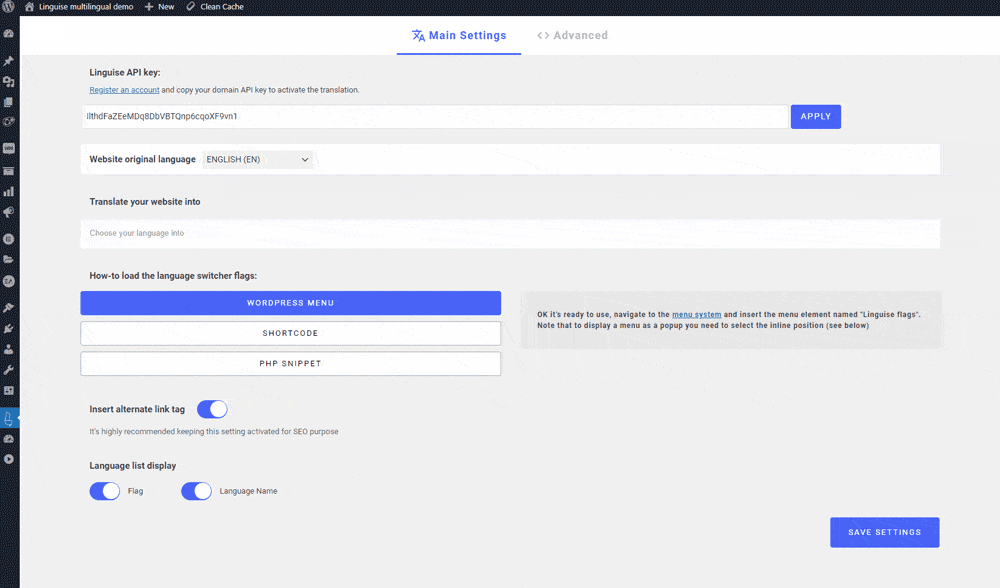 Linguise multilingual demo New Clean Cache
Main Settings Advanced
Linguise API key:
Register an account and copy your domain API key to activate the translation.
ilthdFaZEeMDq8DbVBTQnp6cqoXF9vn1 APPLY
Website original language ENGLISH (EN)
Translate your website into
Choose your language into
How-to load the language switcher flags:
WORDPRESS MENU
SHORTCODE
PHP SNIPPET
OK it's ready to use, navigate to the menu system and insert the menu element named "Linguise flags".
Note that to display a menu as a popup you need to select the inline position (see below)
Insert alternate link tag
It's highly recommended keeping this setting activated for SEO purpose
Language list display
Flag Language Name
SAVE SETTINGS